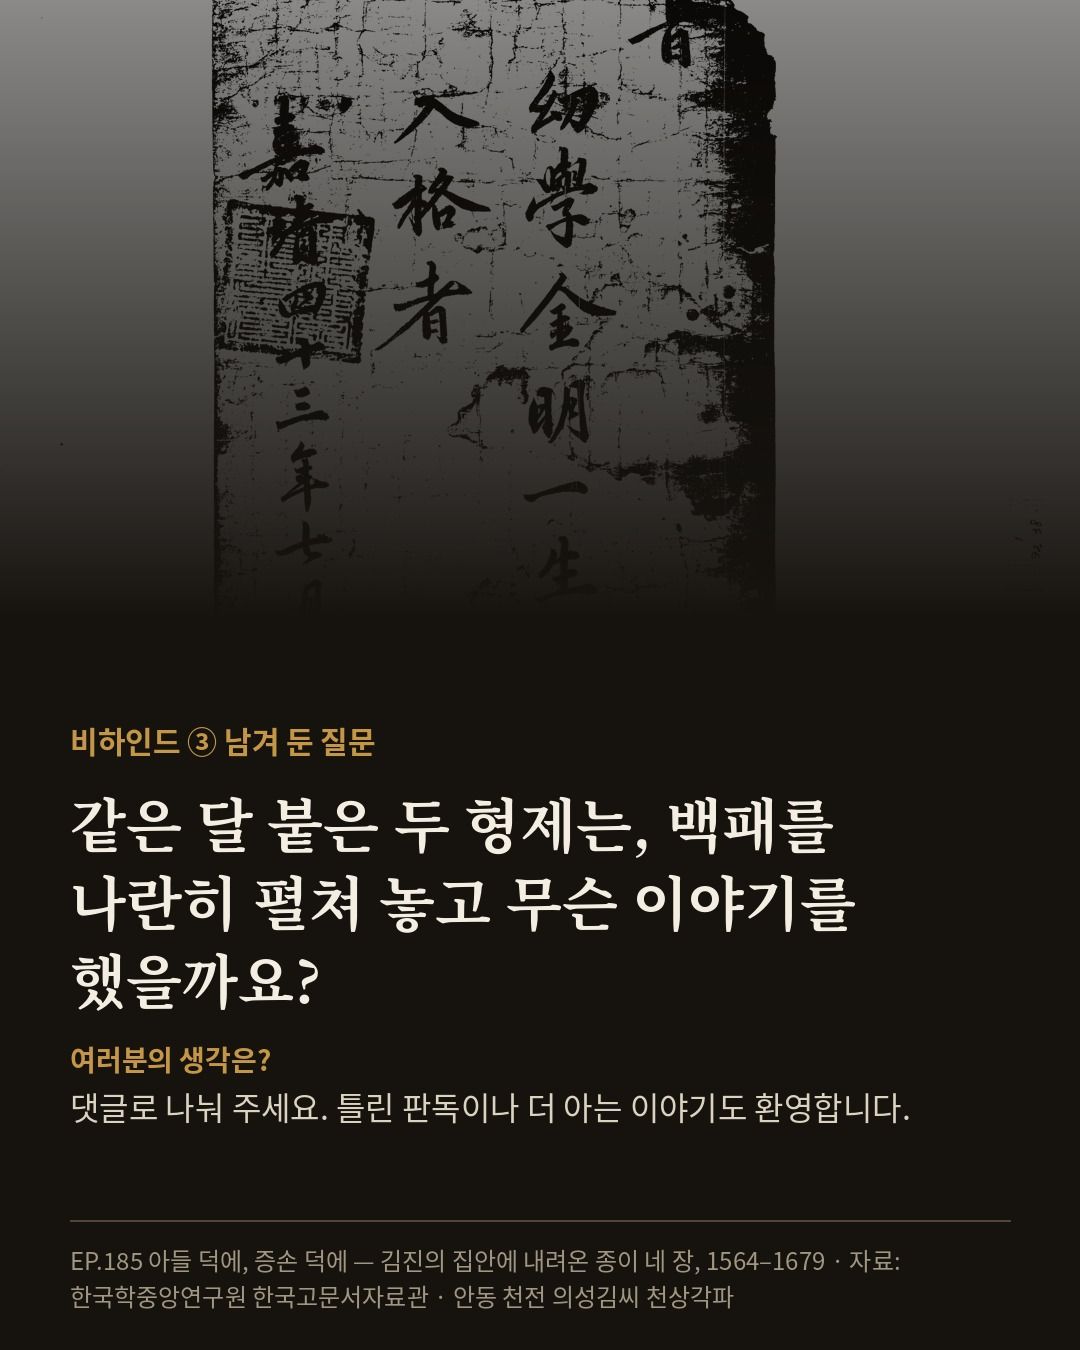 旨
幼學金明一生
入格者
嘉靖四十三年七月
비하인드 ③ 남겨 둔 질문
같은 달 붙은 두 형제는, 백패를
나란히 펼쳐 놓고 무슨 이야기를
했을까요?
여러분의 생각은?
댓글로 나눠 주세요. 틀린 판독이나 더 아는 이야기도 환영합니다.
EP.185 아들 덕에, 증손 덕에 — 김진의 집안에 내려온 종이 네 장, 1564–1679 · 자료:
한국학중앙연구원 한국고문서자료관 · 안동 천전 의성김씨 천상각파